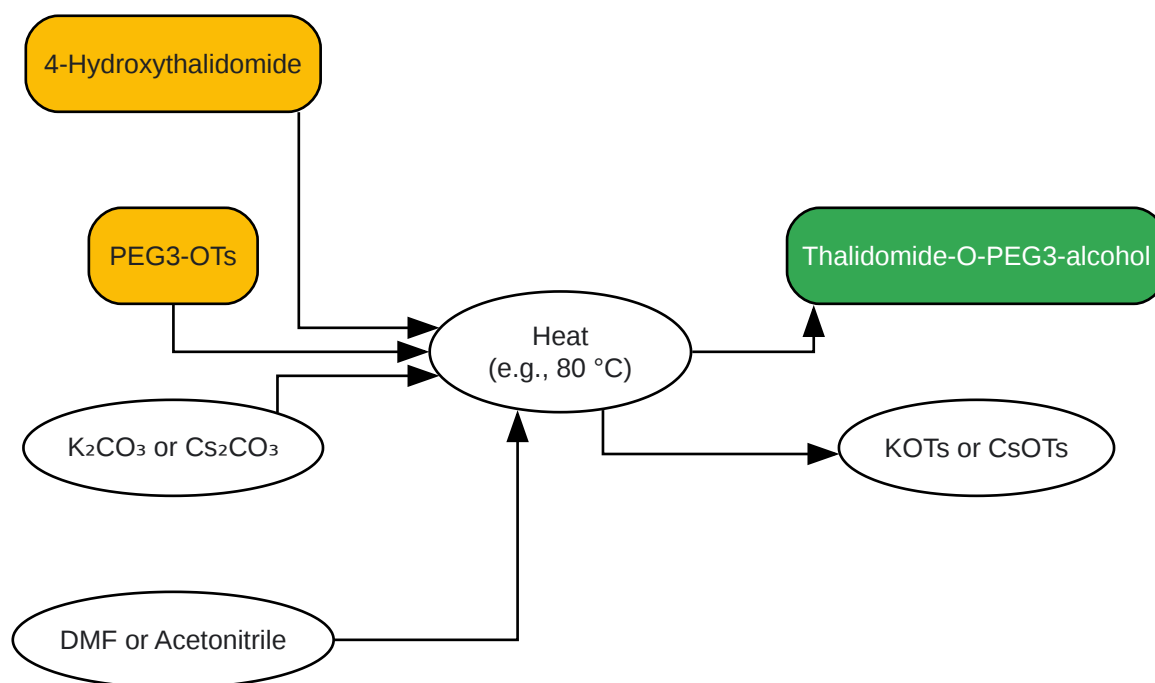 4-Hydroxythalidomide
PEG3-OTs
Thalidomide-O-PEG3-alcohol
Heat
(e.g., 80 °C)
K₂CO₃ or Cs₂CO₃
KOTs or CsOTs
DMF or Acetonitrile